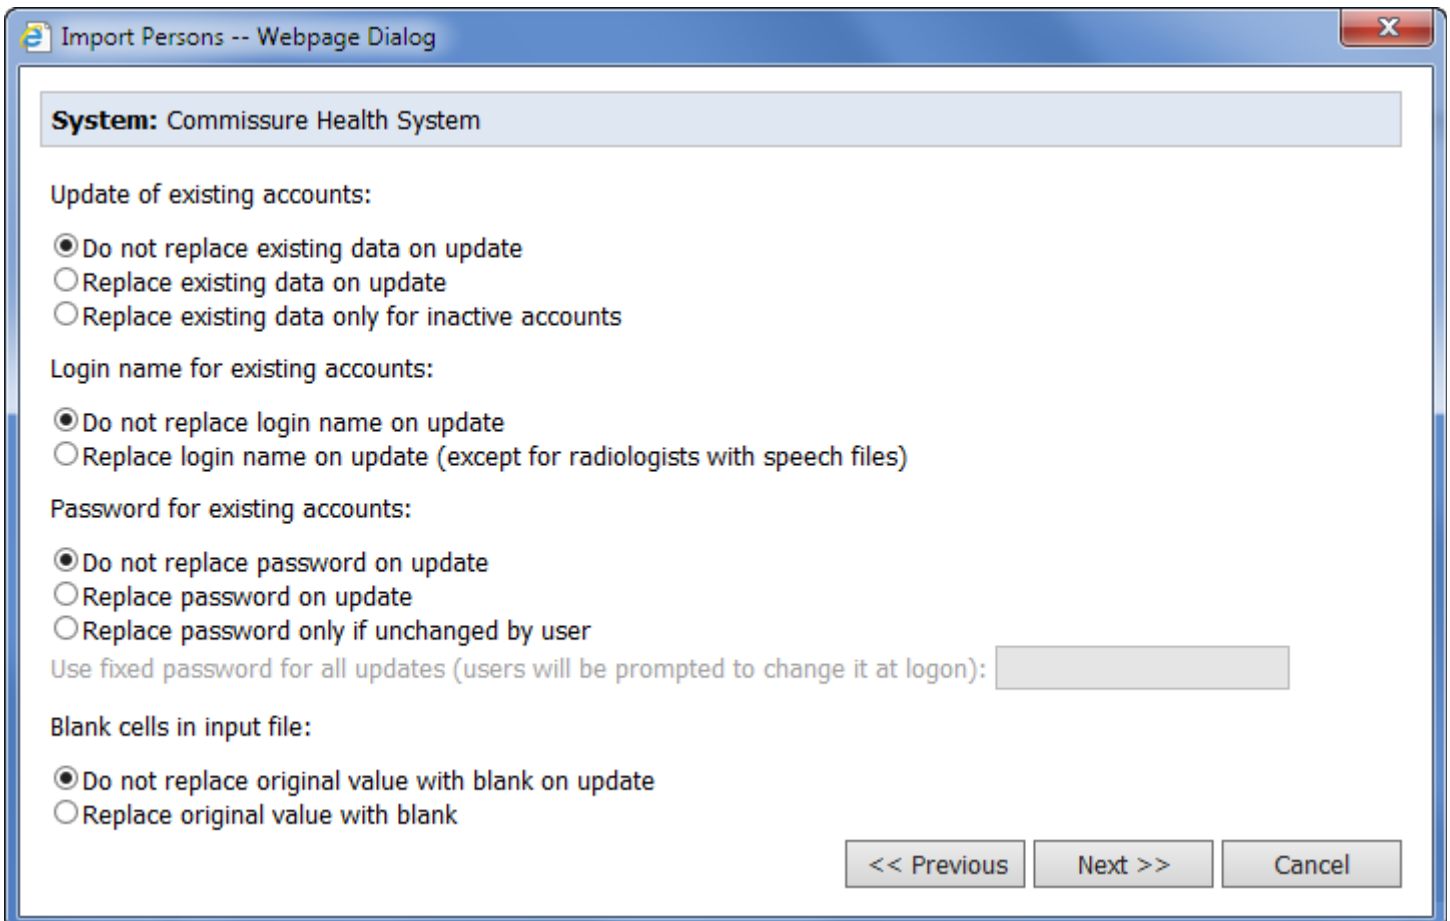 Import Persons -- Webpage Dialog
x
System: Commissure Health System
Update of existing accounts:
Do not replace existing data on update
Replace existing data on update
Replace existing data only for inactive accounts
Login name for existing accounts:
Do not replace login name on update
Replace login name on update (except for radiologists with speech files)
Password for existing accounts:
Do not replace password on update
Replace password on update
Replace password only if unchanged by user
Use fixed password for all updates (users will be prompted to change it at logon):
Blank cells in input file:
Do not replace original value with blank on update
Replace original value with blank
<< Previous Next >> Cancel